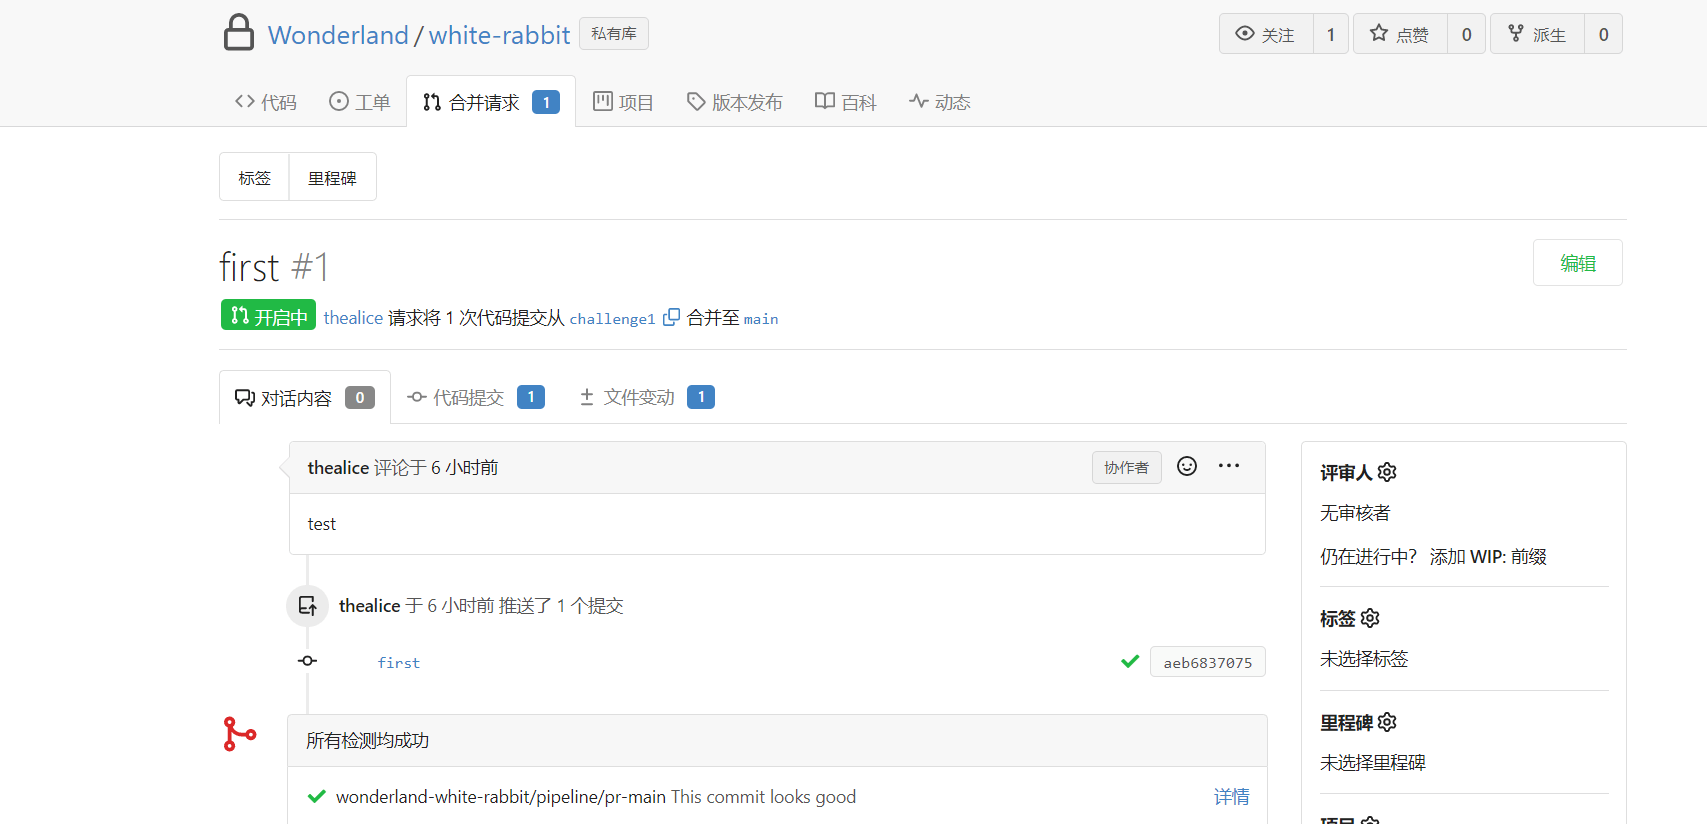 Wonderland / white-rabbit 私有库 关注 1 点赞 0 派生 0
代码 工单 合并请求 1 项目 版本发布 百科 动态
标签 里程碑
first #1 编辑
开启中 thealice 请求将 1 次代码提交从 challenge1 合并至 main
对话内容 0 代码提交 1 文件变动 1
thealice 评论于 6 小时前 协作者
test
thealice 于 6 小时前 推送了 1 个提交
first aeb6837075
所有检测均成功
wonderland-white-rabbit/pipeline/pr-main This commit looks good 详情
评审人
无审核者
仍在进行中? 添加 WIP: 前缀
标签
未选择标签
里程碑
未选择里程碑
项目